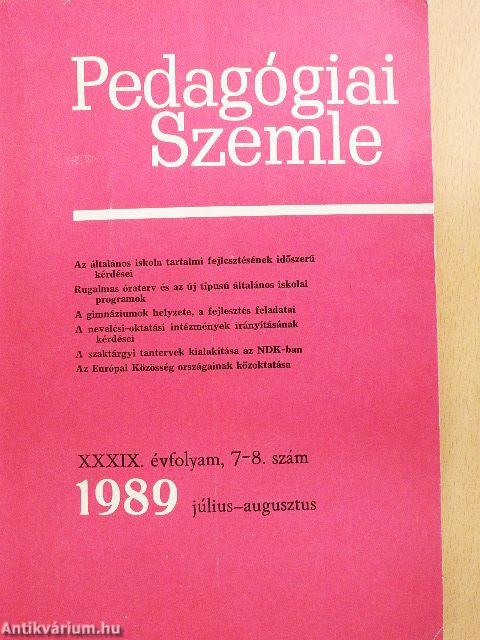 Pedagógiai
Szemle
Az általános iskola tartalmi fejlesztésének időszerű
kérdései
Rugalmas óraterv és az új típusú általános iskolai
programok
A gimnáziumok helyzete, a fejlesztés feladatai
A nevelési-oktatási intézmények irányításának
kérdései
A szaktárgyi tantervek kialakítása az NDK-ban
Az Európai Közösség országainak közoktatása
XXXIX. évfolyam, 7-8. szám
1989 július-augusztus
Antikvárium.hu